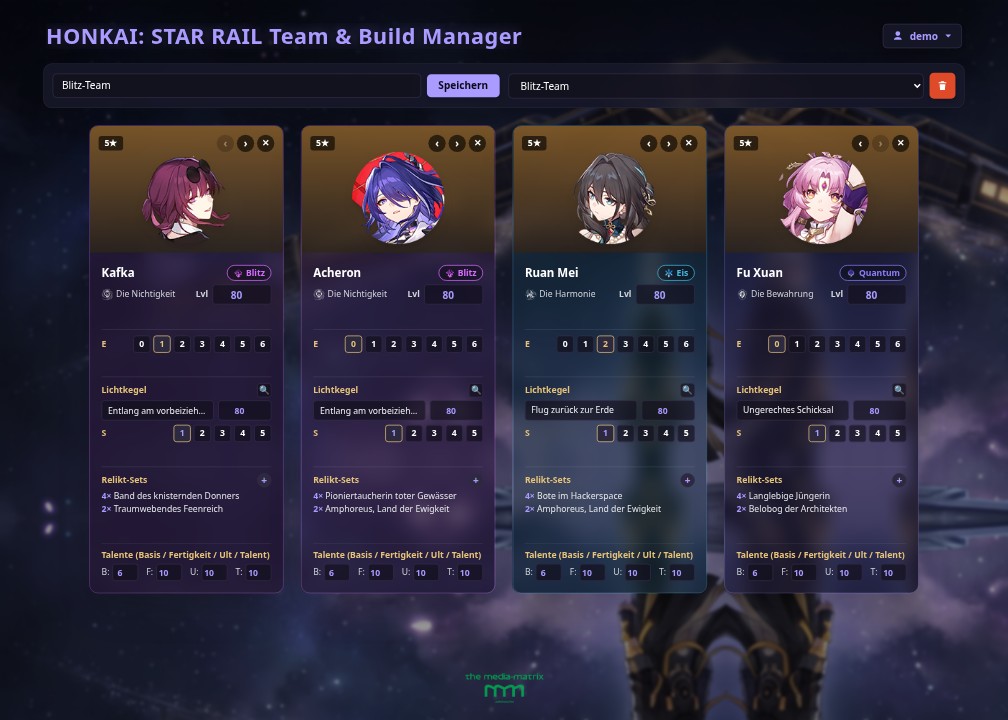 HONKAI: STAR RAIL Team & Build Manager
demo
Blitz-Team
Speichern
Blitz-Team
5★
Kafka
Blitz
Die Nichtigkeit
Lvl 80
E 0 1 2 3 4 5 6
Lichtkegel
Entlang am vorbeizieh... 80
S 1 2 3 4 5
Relikt-Sets +
4× Band des knisternden Donners
2× Traumwebendes Feenreich
Talente (Basis / Fertigkeit / Ult / Talent)
B: 6 F: 10 U: 10 T: 10
5★
Acheron
Blitz
Die Nichtigkeit
Lvl 80
E 0 1 2 3 4 5 6
Lichtkegel
Entlang am vorbeizieh... 80
S 1 2 3 4 5
Relikt-Sets +
4× Pioniertaucherin toter Gewässer
2× Amphoreus, Land der Ewigkeit
Talente (Basis / Fertigkeit / Ult / Talent)
B: 6 F: 10 U: 10 T: 10
5★
Ruan Mei
Eis
Die Harmonie
Lvl 80
E 0 1 2 3 4 5 6
Lichtkegel
Flug zurück zur Erde 80
S 1 2 3 4 5
Relikt-Sets +
4× Bote im Hackerspace
2× Amphoreus, Land der Ewigkeit
Talente (Basis / Fertigkeit / Ult / Talent)
B: 6 F: 10 U: 10 T: 10
5★
Fu Xuan
Quantum
Die Bewahrung
Lvl 80
E 0 1 2 3 4 5 6
Lichtkegel
Ungerechtes Schicksal 80
S 1 2 3 4 5
Relikt-Sets +
4× Langlebige Jüngerin
2× Belobog der Architekten
Talente (Basis / Fertigkeit / Ult / Talent)
B: 6 F: 10 U: 10 T: 10
the media-matrix